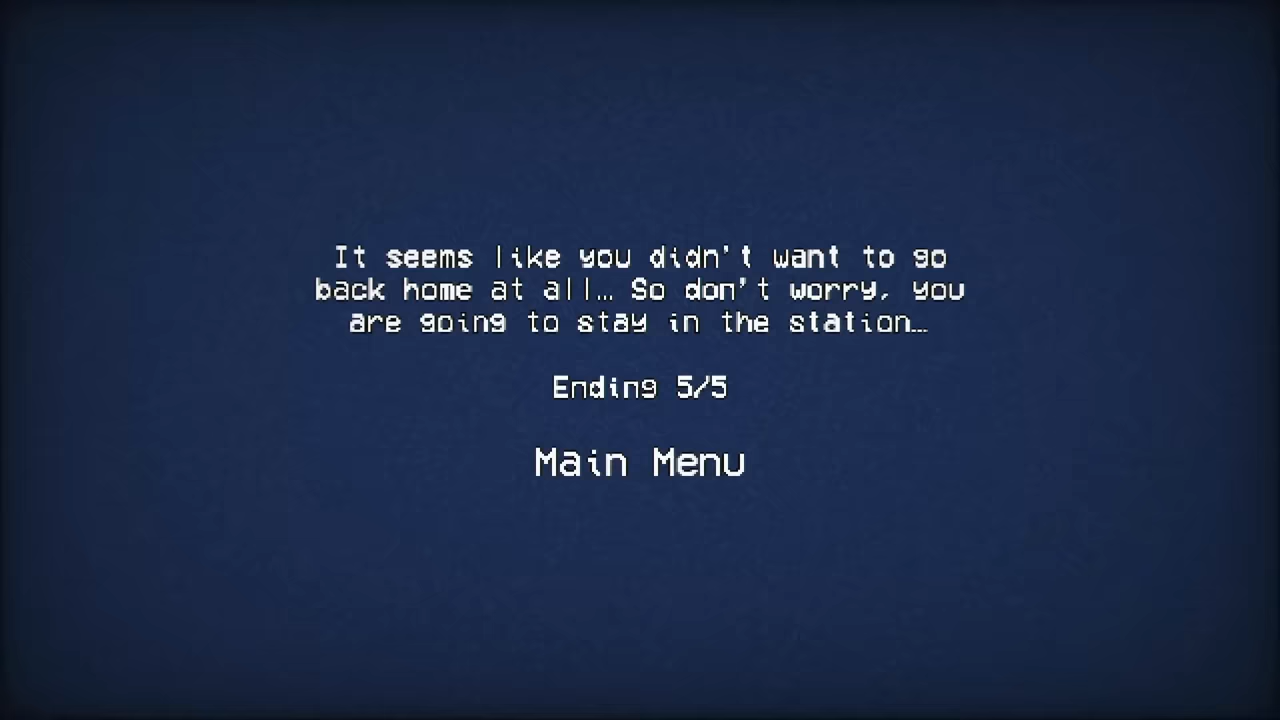 It seems like you didn't want to go
back home at all… So don't worry, you
are going to stay in the station…
Ending 5/5
Main Menu